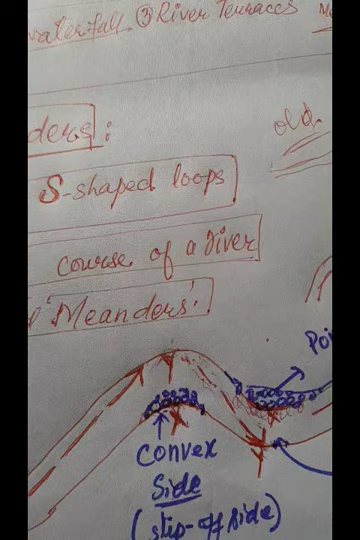 waterfall. ③ River Terraces
ders:
old.
S-shaped loops
course of a river
'Meanders'.
Poi
Convex
Side
(slip-off side)